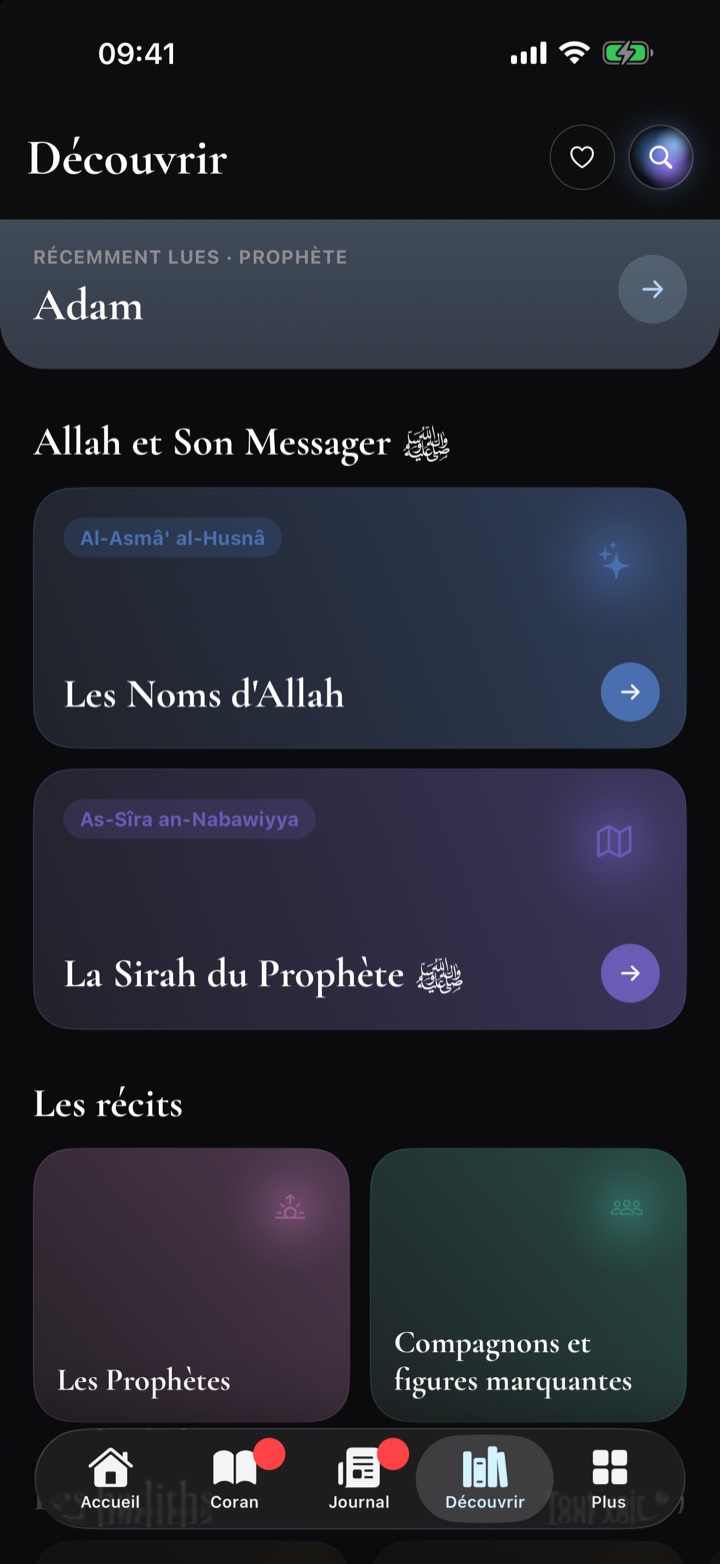 09:41
Découvrir
RÉCEMMENT LUES · PROPHÈTE
Adam
Allah et Son Messager ﷺ
Al-Asmâ' al-Husnâ
Les Noms d'Allah
As-Sîra an-Nabawiyya
La Sirah du Prophète ﷺ
Les récits
Les Prophètes
Compagnons et
figures marquantes
Accueil
Coran
Journal
Découvrir
Plus